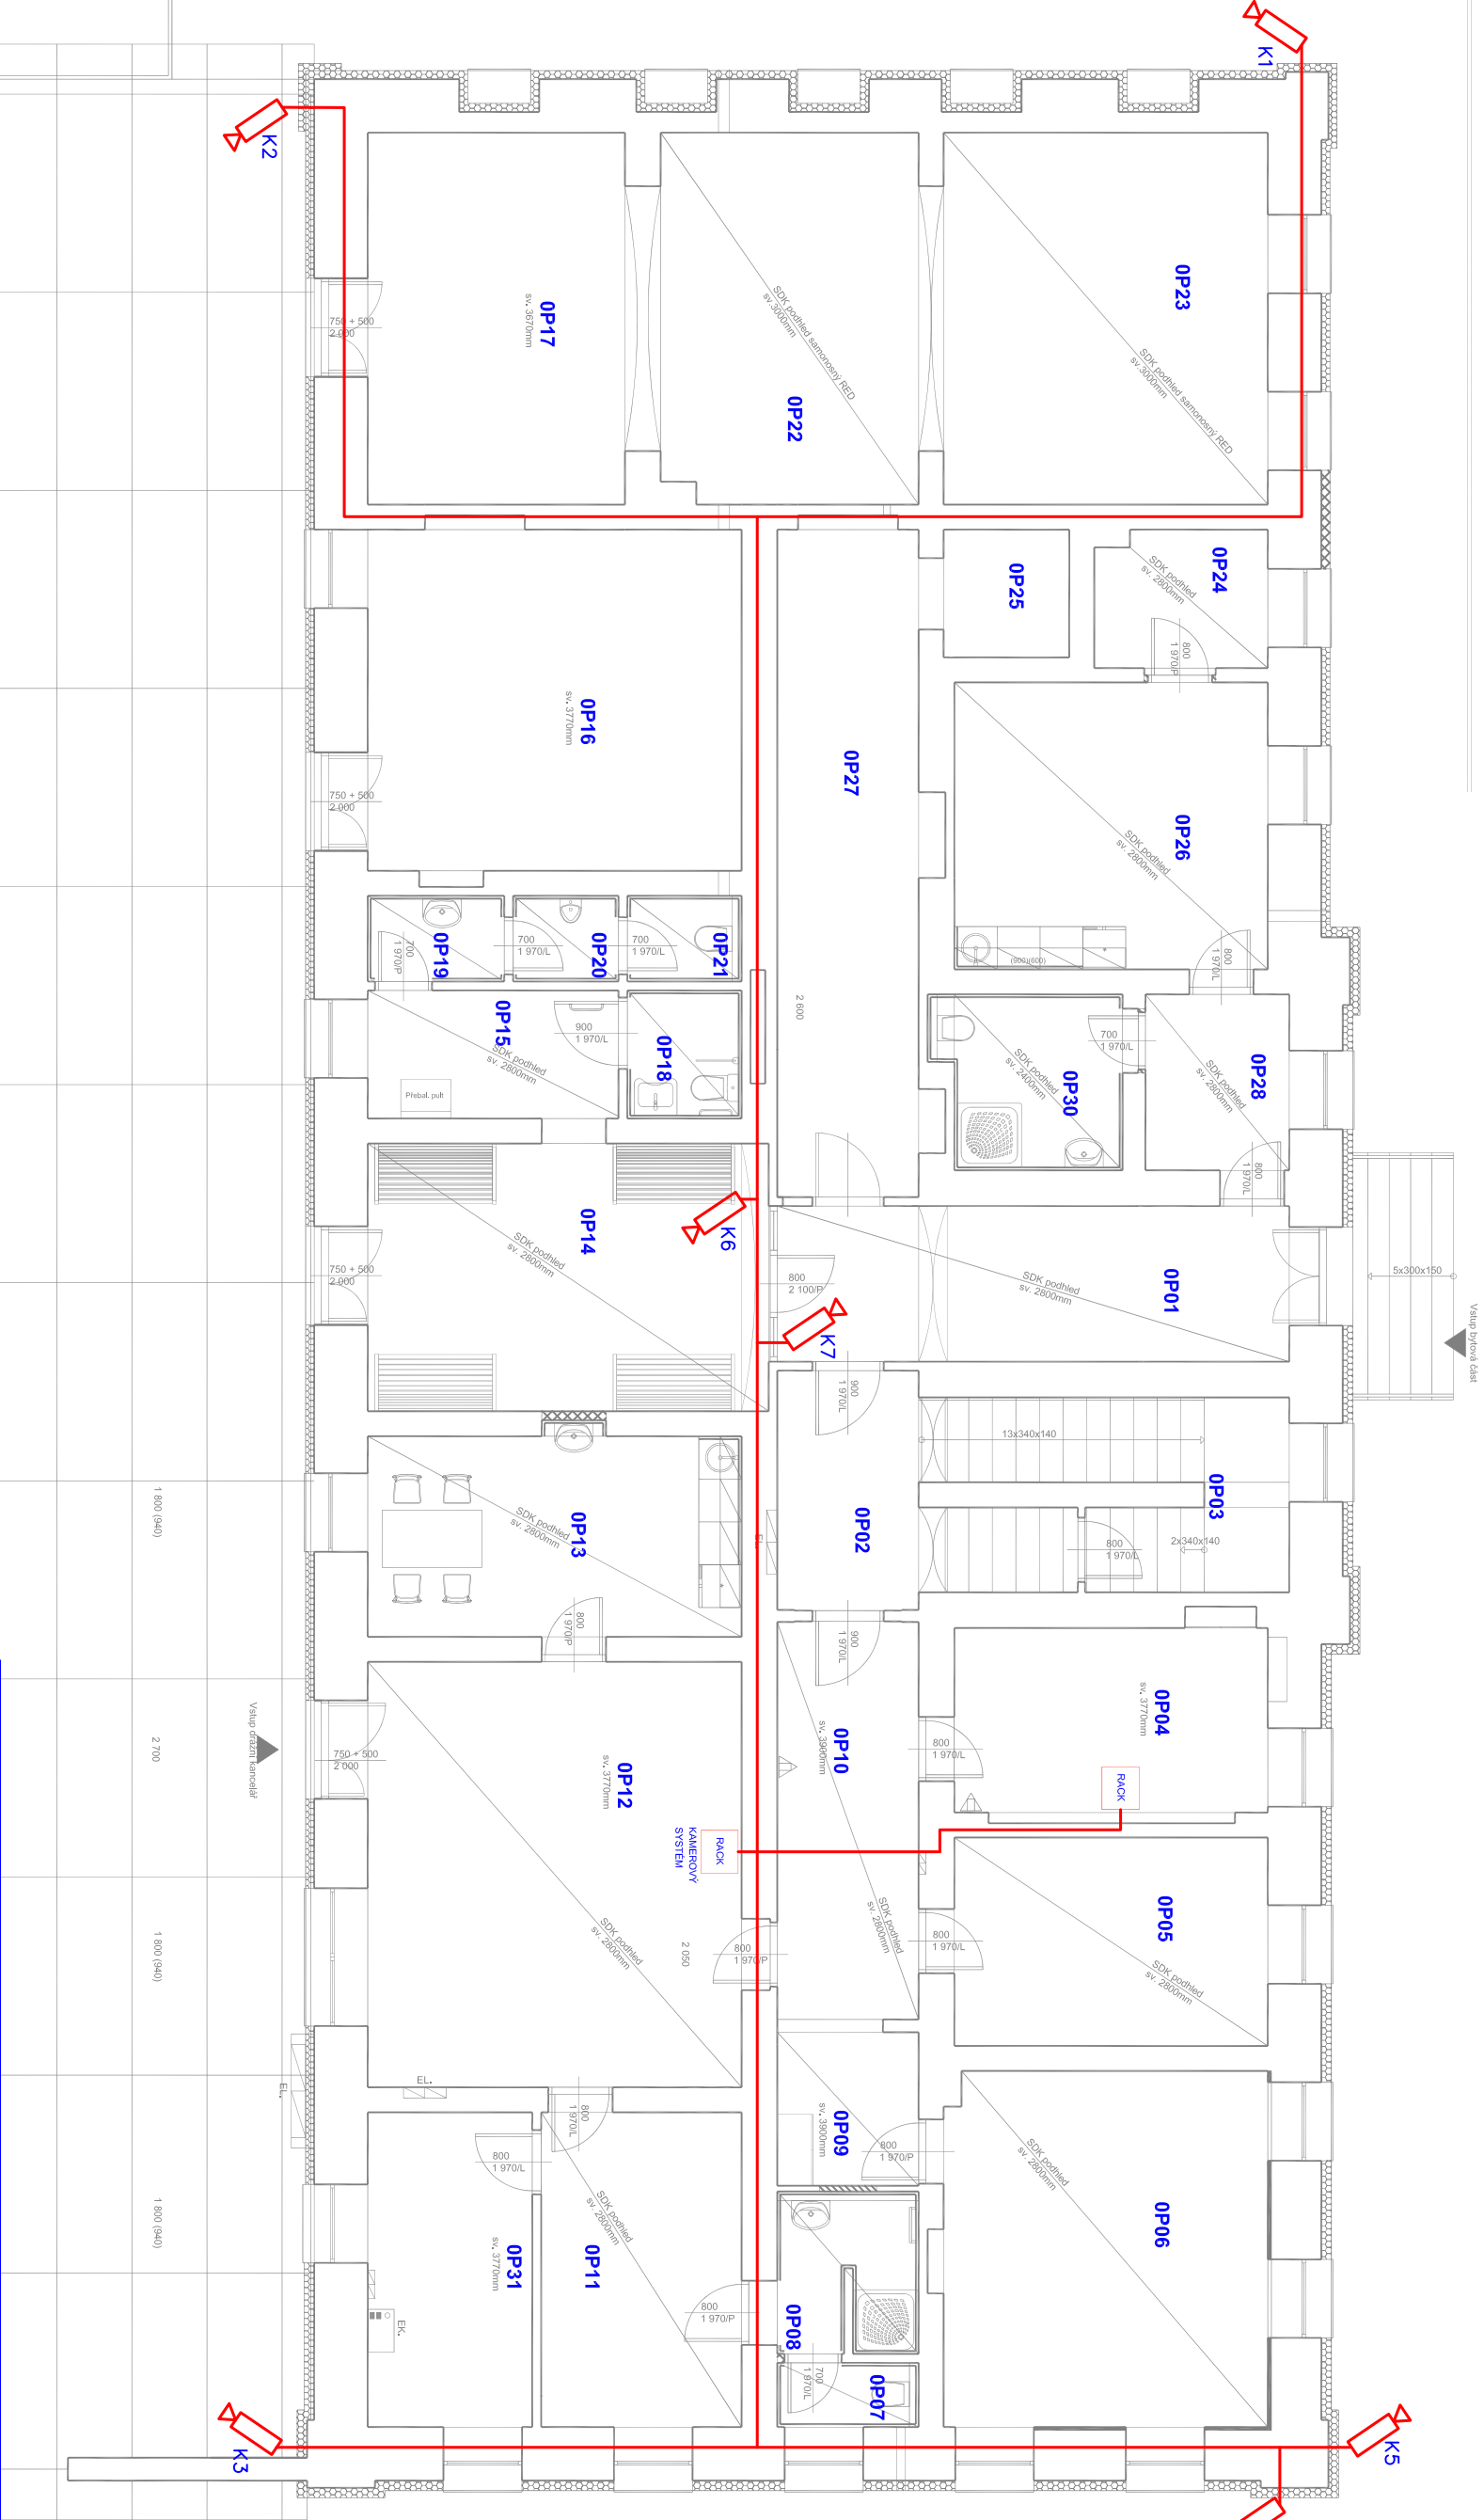 K1
K2
0P23
SDK podhled samonosný RED
sv.3000mm
0P22
SDK podhled samonosný RED
sv.3000mm
0P17
sv. 3670mm
750 + 500
2 000
0P24
SDK podhled
sv. 2800mm
800
1 970/P
0P25
0P16
sv. 3770mm
750 + 500
2 000
0P27
2 600
0P26
SDK podhled
sv. 2800mm
(900)(600)
800
1 970/L
0P19
700
1 970/P
0P20
700
1 970/L
0P21
700
1 970/L
0P15
SDK podhled
sv. 2800mm
Přebal. pult
900
1 970/L
0P18
0P30
SDK podhled
sv. 2400mm
700
1 970/L
0P28
SDK podhled
sv. 2800mm
800
1 970/L
0P14
SDK podhled
sv. 2800mm
750 + 500
2 000
K6
K7
800
2 100/P
0P01
SDK podhled
sv. 2800mm
5x300x150
Vstup bytová část
900
1 970/L
13x340x140
0P03
2x340x140
800
1 970/L
0P02
EL.
0P13
SDK podhled
sv. 2800mm
800
1 970/P
900
1 970/L
1 800 (940)
0P10
sv. 3900mm
SDK podhled
sv. 2800mm
0P04
sv. 3770mm
800
1 970/L
RACK
0P12
sv. 3770mm
SDK podhled
sv. 2800mm
RACK
KAMEROVÝ
SYSTÉM
750 + 500
2 000
Vstup drážní kancelář
2 700
0P05
SDK podhled
sv. 2800mm
800
1 970/L
800
1 970/P
2 050
1 800 (940)
EL.
EL.
0P09
sv. 3900mm
800
1 970/P
0P06
SDK podhled
sv. 2800mm
800
1 970/L
0P11
SDK podhled
sv. 2800mm
800
1 970/L
0P31
sv. 3770mm
EK.
800
1 970/P
0P08
700
1 970/L
0P07
1 800 (940)
K3
K5